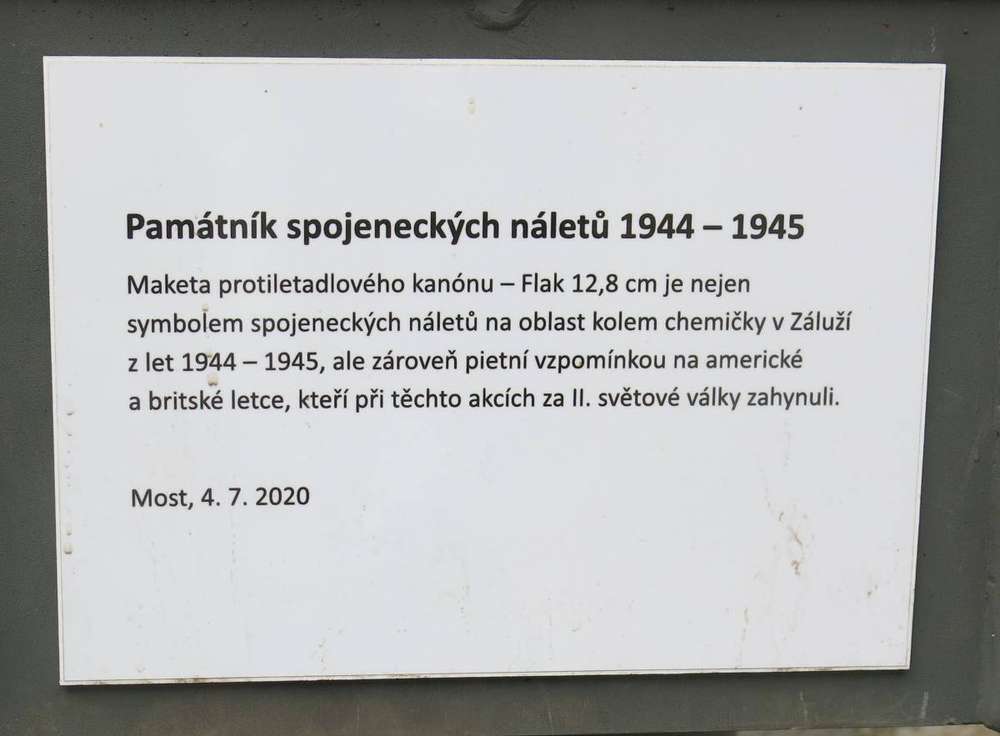 Památník spojeneckých náletů 1944 – 1945
Maketa protiletadlového kanónu – Flak 12,8 cm je nejen
symbolem spojeneckých náletů na oblast kolem chemičky v Záluží
z let 1944 – 1945, ale zároveň pietní vzpomínkou na americké
a britské letce, kteří při těchto akcích za II. světové války zahynuli.
Most, 4. 7. 2020